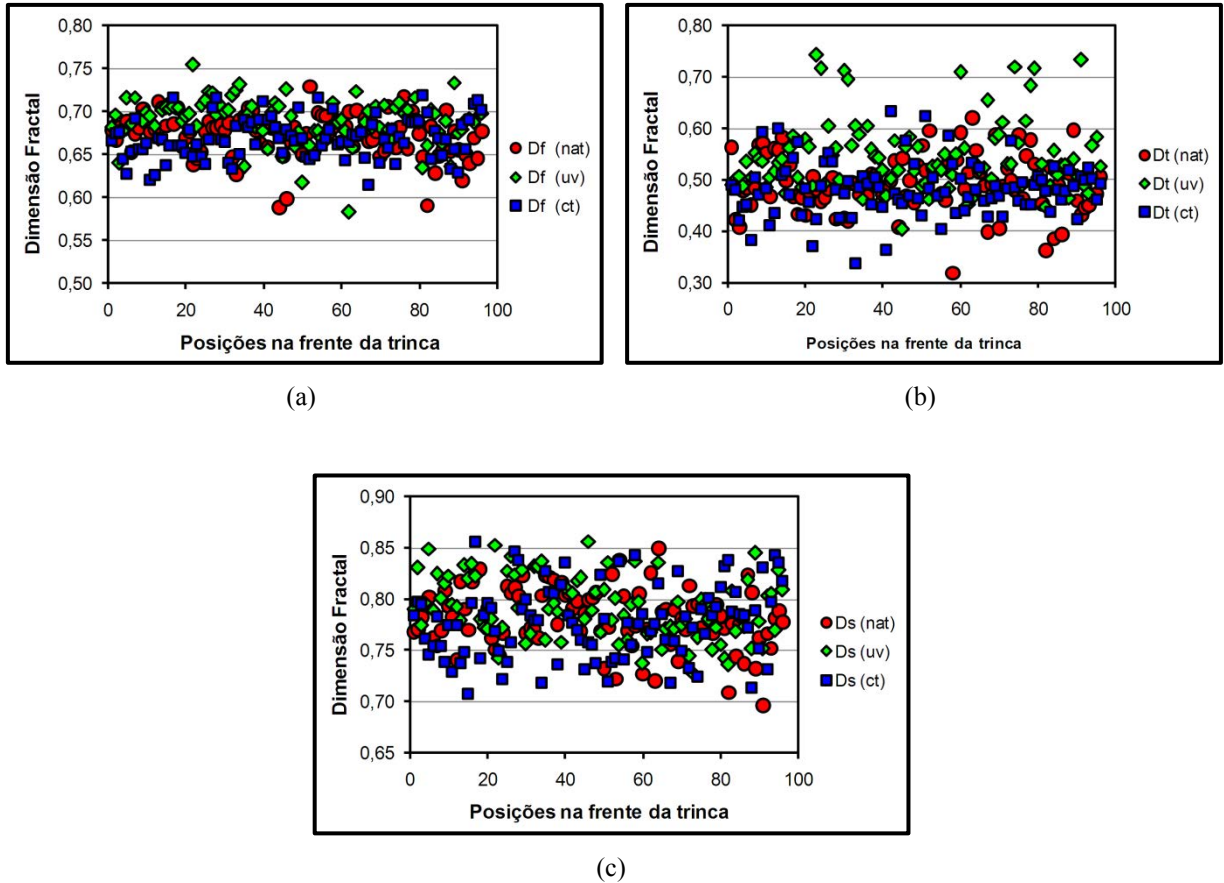 0,80
0,75
0,70
0,65
0,60
0,55
0,50
Dimensão Fractal
0 20 40 60 80 100
Posições na frente da trinca
Df (nat)
Df (uv)
Df (ct)
(a)
0,80
0,70
0,60
0,50
0,40
0,30
Dimensão Fractal
0 20 40 60 80 100
Posições na frente da trinca
Dt (nat)
Dt (uv)
Dt (ct)
(b)
0,90
0,85
0,80
0,75
0,70
0,65
Dimensão Fractal
0 20 40 60 80 100
Posições na frente da trinca
Ds (nat)
Ds (uv)
Ds (ct)
(c)